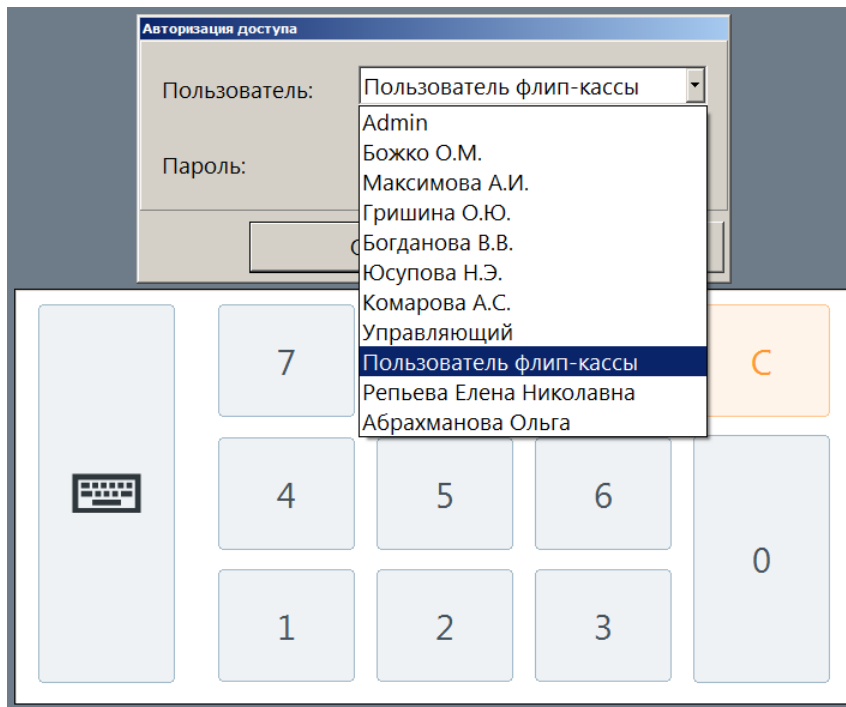 Авторизация доступа
Пользователь:
Пользователь флип-кассы
Admin
Божко О.М.
Пароль:
Максимова А.И.
Гришина О.Ю.
Богданова В.В.
Юсупова Н.Э.
Комарова А.С.
Управляющий
Пользователь флип-кассы
Репьева Елена Николавна
Абрахманова Ольга
7
C
4
5
6
0
1
2
3